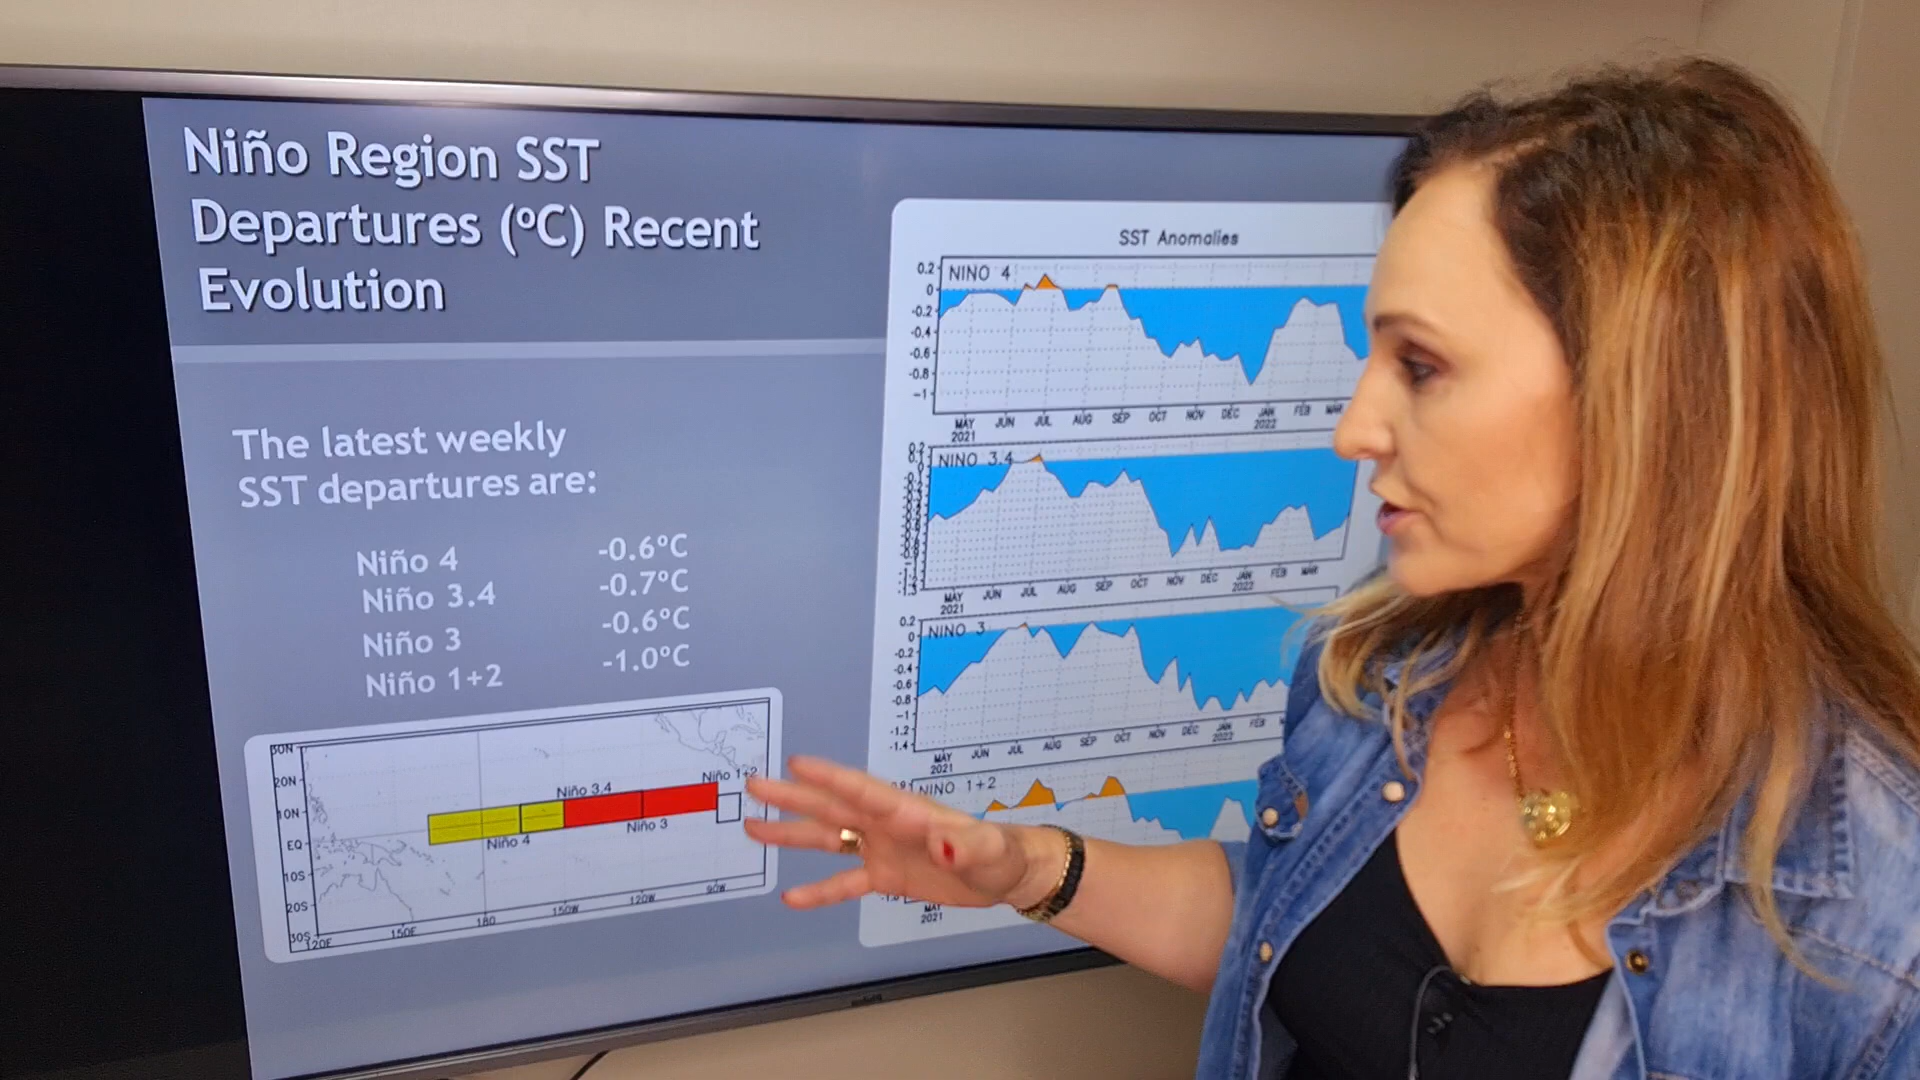 Niño Region SST
Departures (ºC) Recent
Evolution
The latest weekly
SST departures are:
Niño 4 -0.6ºC
Niño 3.4 -0.7ºC
Niño 3 -0.6ºC
Niño 1+2 -1.0ºC
30N
20N
10N
EQ
10S
20S
30S
120E 150E 180 150W 120W 90W
Niño 1+2
Niño 3.4
Niño 3
Niño 4
SST Anomalies
NINO 4
0.2
0
-0.2
-0.4
-0.6
-0.8
-1
MAY JUN JUL AUG SEP OCT NOV DEC JAN FEB MAR
2021 2022
NINO 3.4
0.2
MAY JUN JUL AUG SEP OCT NOV DEC JAN FEB MAR
2021 2022
NINO 3
0.2
0
-0.2
-0.4
-0.6
-0.8
-1
-1.2
-1.4
MAY JUN JUL AUG SEP OCT NOV DEC JAN FEB
2021 2022
NINO 1+2
MAY
2021